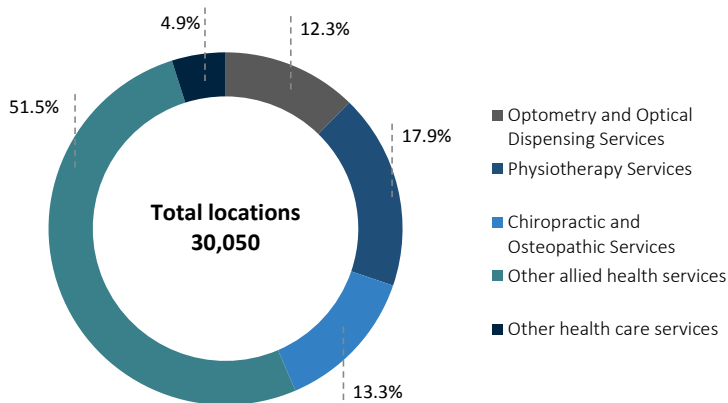 4.9%
12.3%
51.5%
17.9%
Total locations
30,050
13.3%
Optometry and Optical
Dispensing Services
Physiotherapy Services
Chiropractic and
Osteopathic Services
Other allied health services
Other health care services